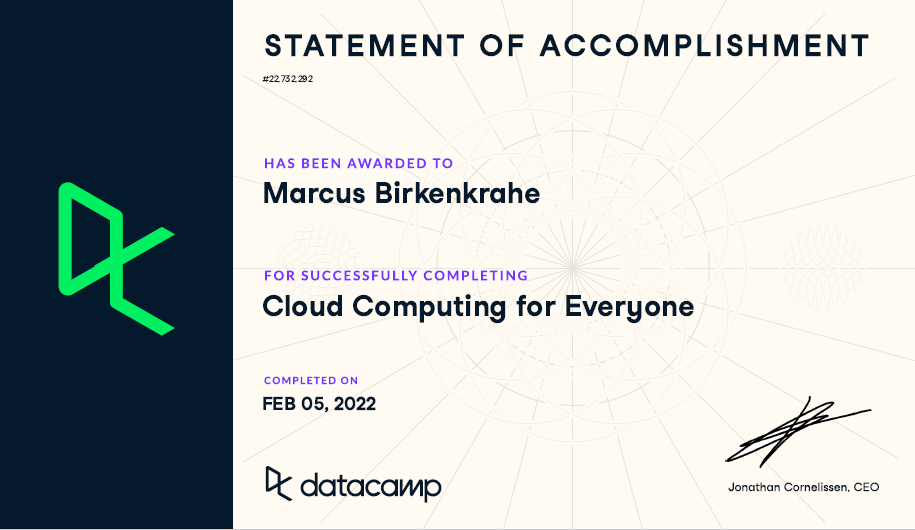 STATEMENT OF ACCOMPLISHMENT
#22,732,292
HAS BEEN AWARDED TO
Marcus Birkenkrahe
FOR SUCCESSFULLY COMPLETING
Cloud Computing for Everyone
COMPLETED ON
FEB 05, 2022
datacamp
Jonathan Cornelissen, CEO